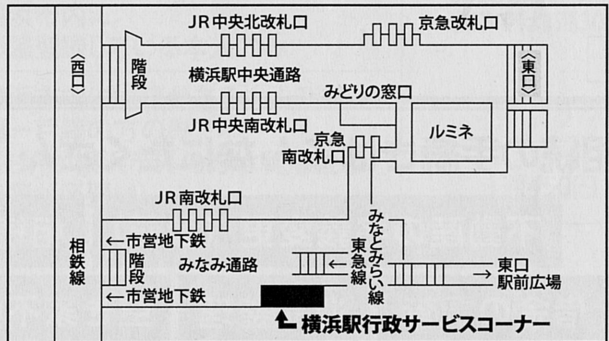 JR中央北改札口
京急改札口
〈西口〉
階段
横浜駅中央通路
みどりの窓口
〈東口〉
JR中央南改札口
ルミネ
京急
南改札口
JR南改札口
相鉄線
←市営地下鉄
階段
みなみ通路
←
東急線
みなとみらい線
東口
→駅前広場
←市営地下鉄
横浜駅行政サービスコーナー